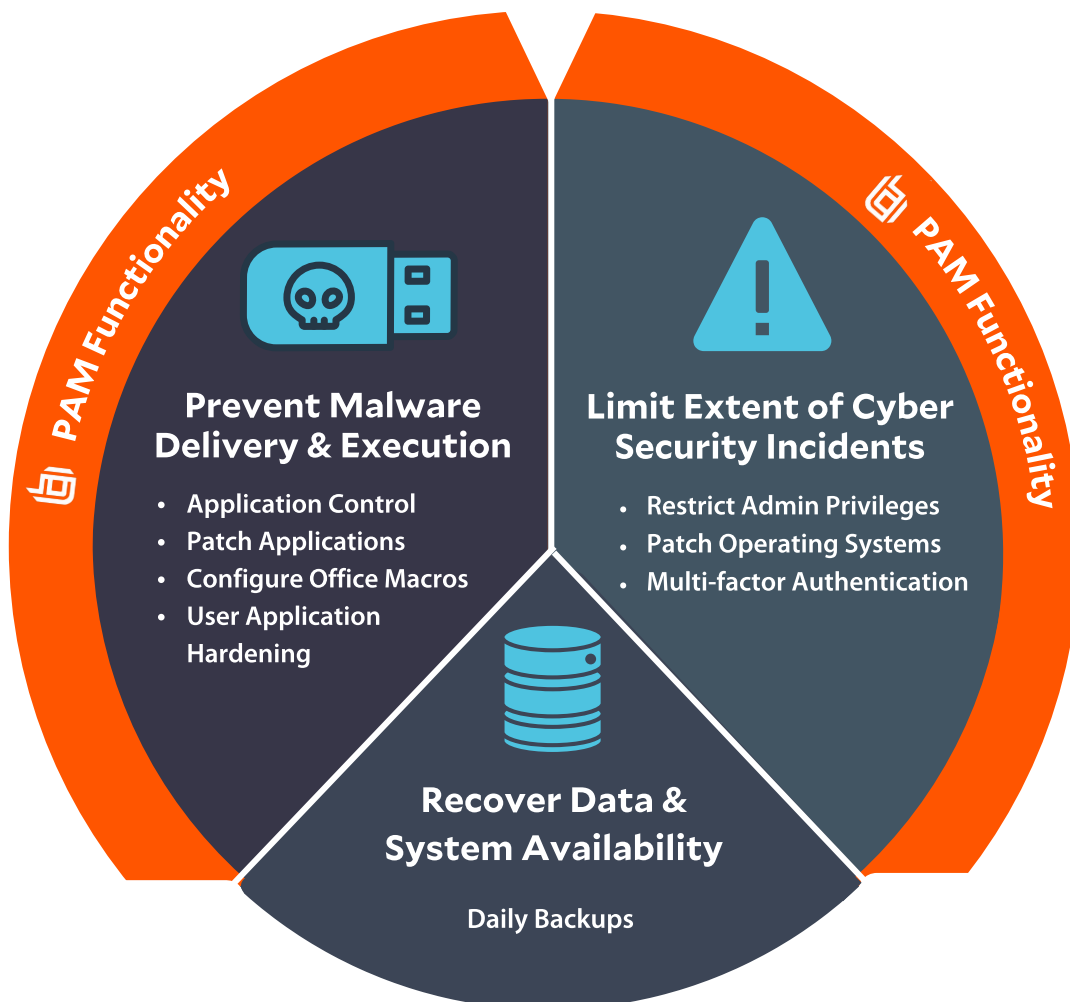 PAM Functionality
PAM Functionality
Prevent Malware
Delivery & Execution
• Application Control
• Patch Applications
• Configure Office Macros
• User Application
Hardening
Limit Extent of Cyber
Security Incidents
• Restrict Admin Privileges
• Patch Operating Systems
• Multi-factor Authentication
Recover Data &
System Availability
Daily Backups